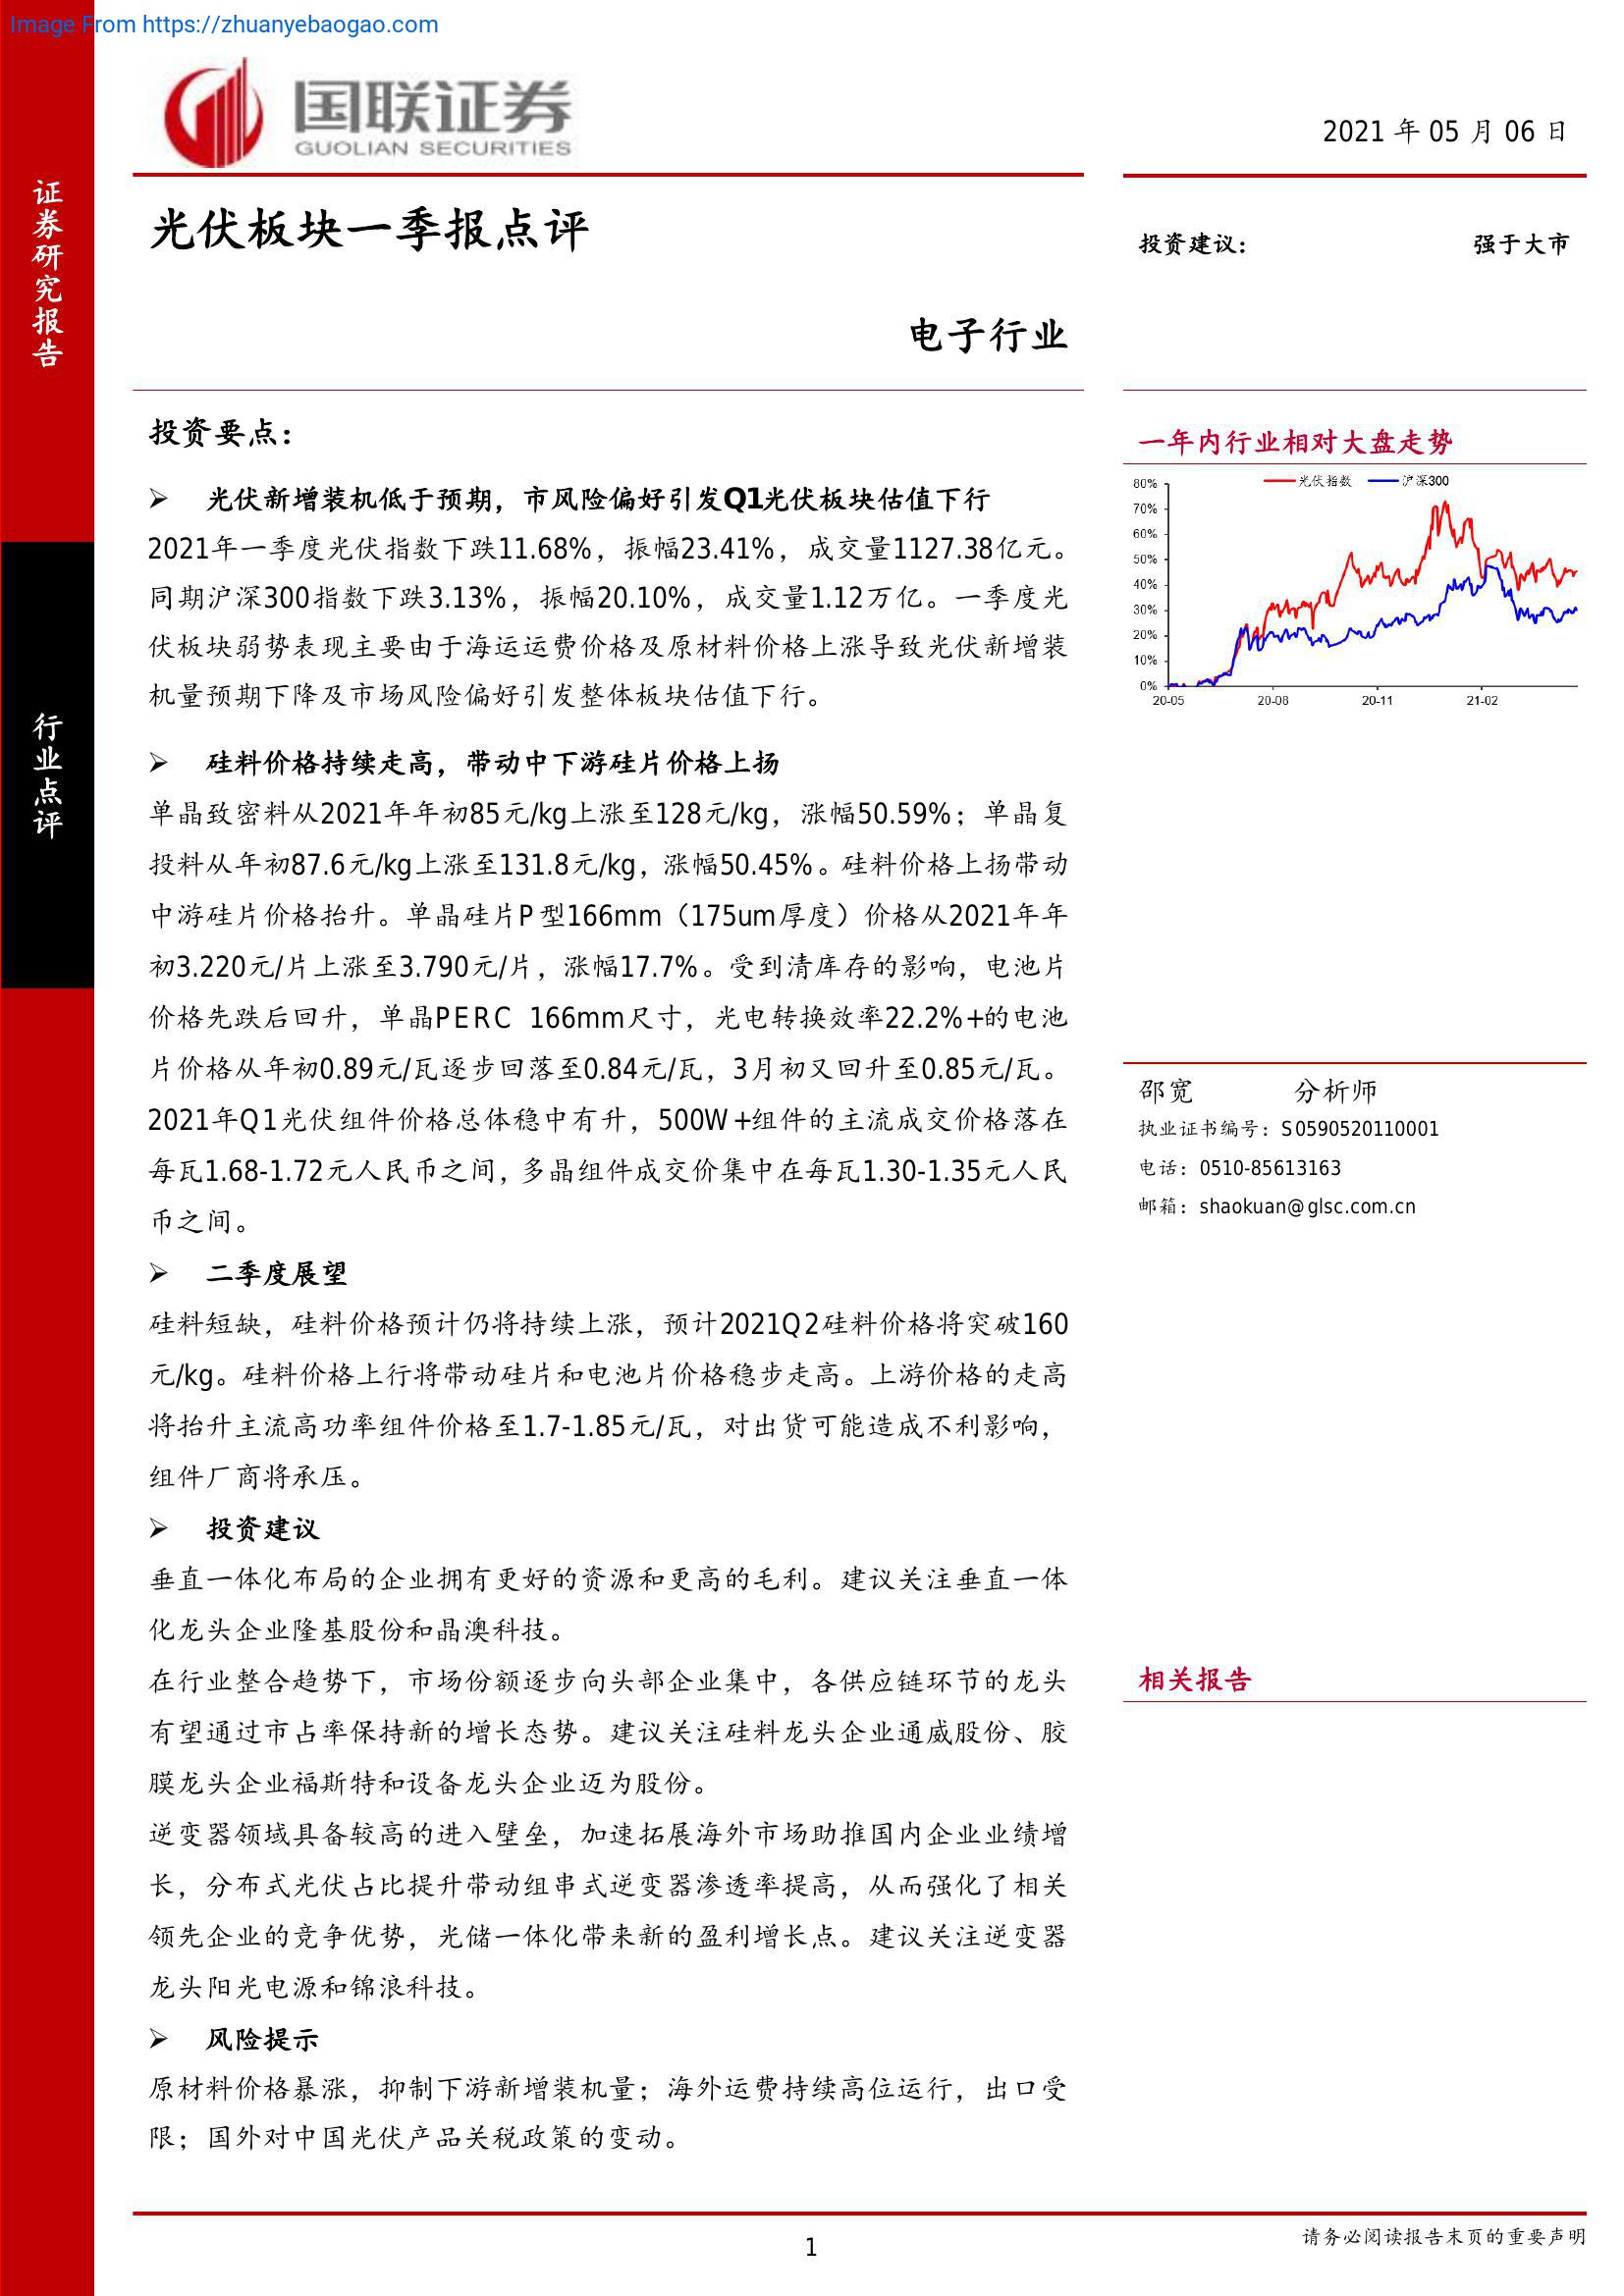 Image From https://zhuanyebaogao.com
国联证券
GUOLIAN SECURITIES
2021 年 05 月 06 日
证券研究报告
行业点评
光伏板块一季报点评
电子行业
投资建议： 强于大市
投资要点：
➢ 光伏新增装机低于预期，市风险偏好引发Q1光伏板块估值下行
2021年一季度光伏指数下跌11.68%，振幅23.41%，成交量1127.38亿元。
同期沪深300指数下跌3.13%，振幅20.10%，成交量1.12万亿。一季度光
伏板块弱势表现主要由于海运运费价格及原材料价格上涨导致光伏新增装
机量预期下降及市场风险偏好引发整体板块估值下行。
➢ 硅料价格持续走高，带动中下游硅片价格上扬
单晶致密料从2021年年初85元/kg上涨至128元/kg，涨幅50.59%；单晶复
投料从年初87.6元/kg上涨至131.8元/kg，涨幅50.45%。硅料价格上扬带动
中游硅片价格抬升。单晶硅片P 型166mm（175um厚度）价格从2021年年
初3.220元/片上涨至3.790元/片，涨幅17.7%。受到清库存的影响，电池片
价格先跌后回升，单晶PERC 166mm尺寸，光电转换效率22.2%+的电池
片价格从年初0.89元/瓦逐步回落至0.84元/瓦，3月初又回升至0.85元/瓦。
2021年Q1光伏组件价格总体稳中有升，500W+组件的主流成交价格落在
每瓦1.68-1.72元人民币之间，多晶组件成交价集中在每瓦1.30-1.35元人民
币之间。
➢ 二季度展望
硅料短缺，硅料价格预计仍将持续上涨，预计2021Q2硅料价格将突破160
元/kg。硅料价格上行将带动硅片和电池片价格稳步走高。上游价格的走高
将抬升主流高功率组件价格至1.7-1.85元/瓦，对出货可能造成不利影响，
组件厂商将承压。
➢ 投资建议
垂直一体化布局的企业拥有更好的资源和更高的毛利。建议关注垂直一体
化龙头企业隆基股份和晶澳科技。
在行业整合趋势下，市场份额逐步向头部企业集中，各供应链环节的龙头
有望通过市占率保持新的增长态势。建议关注硅料龙头企业通威股份、胶
膜龙头企业福斯特和设备龙头企业迈为股份。
逆变器领域具备较高的进入壁垒，加速拓展海外市场助推国内企业业绩增
长，分布式光伏占比提升带动组串式逆变器渗透率提高，从而强化了相关
领先企业的竞争优势，光储一体化带来新的盈利增长点。建议关注逆变器
龙头阳光电源和锦浪科技。
➢ 风险提示
原材料价格暴涨，抑制下游新增装机量；海外运费持续高位运行，出口受
限；国外对中国光伏产品关税政策的变动。
一年内行业相对大盘走势
光伏指数 沪深300
80%
70%
60%
50%
40%
30%
20%
10%
0%
20-05 20-08 20-11 21-02
邵宽 分析师
执业证书编号：S0590520110001
电话：0510-85613163
邮箱：shaokuan@glsc.com.cn
相关报告
1
请务必阅读报告末页的重要声明